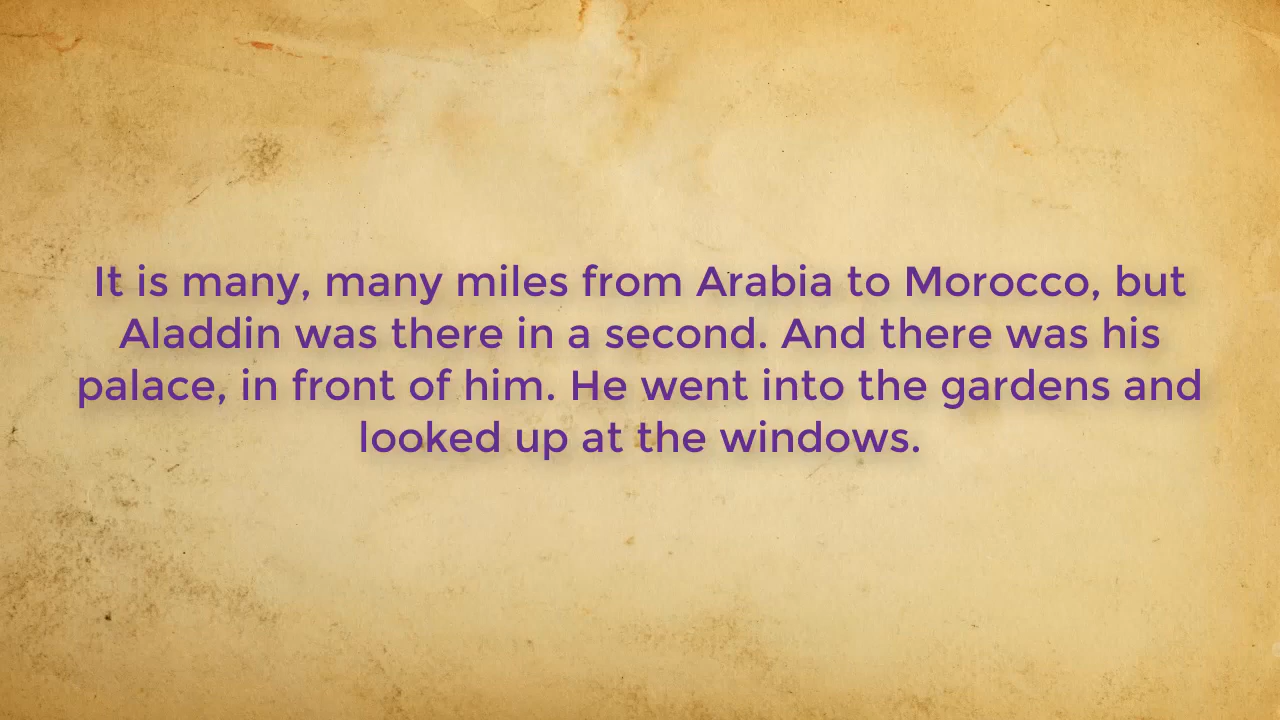 It is many, many miles from Arabia to Morocco, but
Aladdin was there in a second. And there was his
palace, in front of him. He went into the gardens and
looked up at the windows.